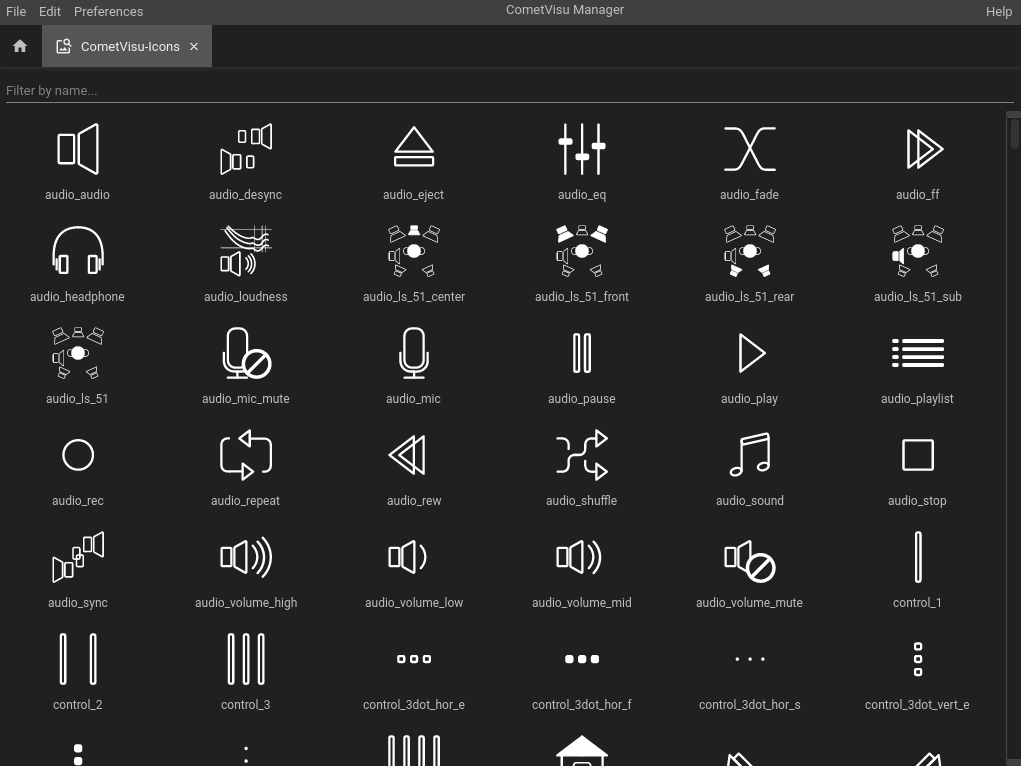 File Edit Preferences CometVisu Manager Help
CometVisu-Icons ×
Filter by name...
audio_audio audio_desync audio_eject audio_eq audio_fade audio_ff
audio_headphone audio_loudness audio_ls_51_center audio_ls_51_front audio_ls_51_rear audio_ls_51_sub
audio_ls_51 audio_mic_mute audio_mic audio_pause audio_play audio_playlist
audio_rec audio_repeat audio_rew audio_shuffle audio_sound audio_stop
audio_sync audio_volume_high audio_volume_low audio_volume_mid audio_volume_mute control_1
control_2 control_3 control_3dot_hor_e control_3dot_hor_f control_3dot_hor_s control_3dot_vert_e